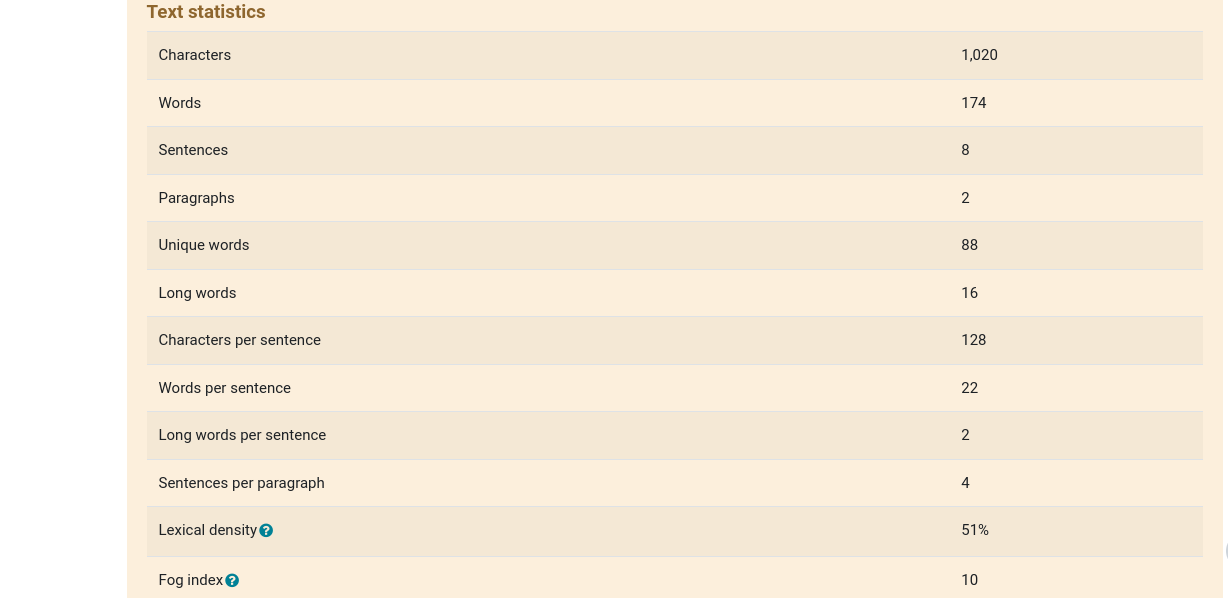 Text statistics
Characters 1,020
Words 174
Sentences 8
Paragraphs 2
Unique words 88
Long words 16
Characters per sentence 128
Words per sentence 22
Long words per sentence 2
Sentences per paragraph 4
Lexical density ? 51%
Fog index ? 10